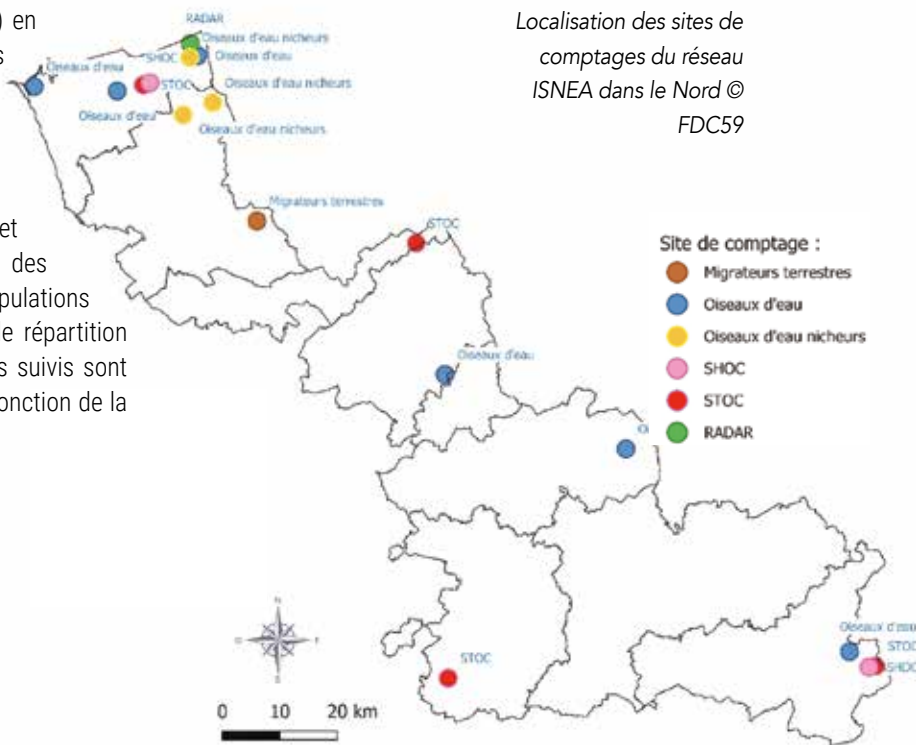 ) en
s
et
des
pulations
e répartition
s suivis sont
onction de la
Localisation des sites de
comptages du réseau
ISNEA dans le Nord ©
FDC59
RADAR
Oiseaux d'eau nicheurs
SHOC
Oiseaux d'eau
Oiseaux d'eau
STOC
Oiseaux d'eau nicheurs
Oiseaux d'eau
Oiseaux d'eau nicheurs
Migrateurs terrestres
STOC
Oiseaux d'eau
O
Oiseaux d'eau
STOC
SHOC
STOC
Site de comptage :
Migrateurs terrestres
Oiseaux d'eau
Oiseaux d'eau nicheurs
SHOC
STOC
RADAR
N
O
E
S
0 10 20 km